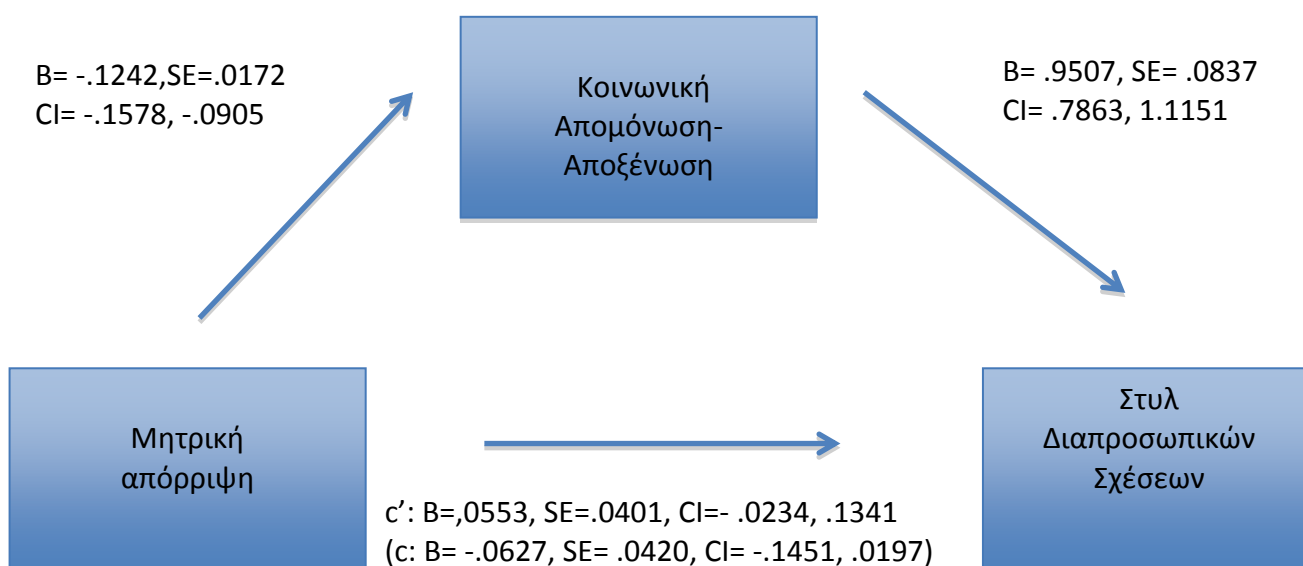 B= -.1242,SE=.0172
CI= -.1578, -.0905
Κοινωνική
Απομόνωση-
Αποξένωση
B= .9507, SE= .0837
CI= .7863, 1.1151
Μητρική
απόρριψη
Στυλ
Διαπροσωπικών
Σχέσεων
c’: B=,0553, SE=.0401, CI=- .0234, .1341
(c: B= -.0627, SE= .0420, CI= -.1451, .0197)